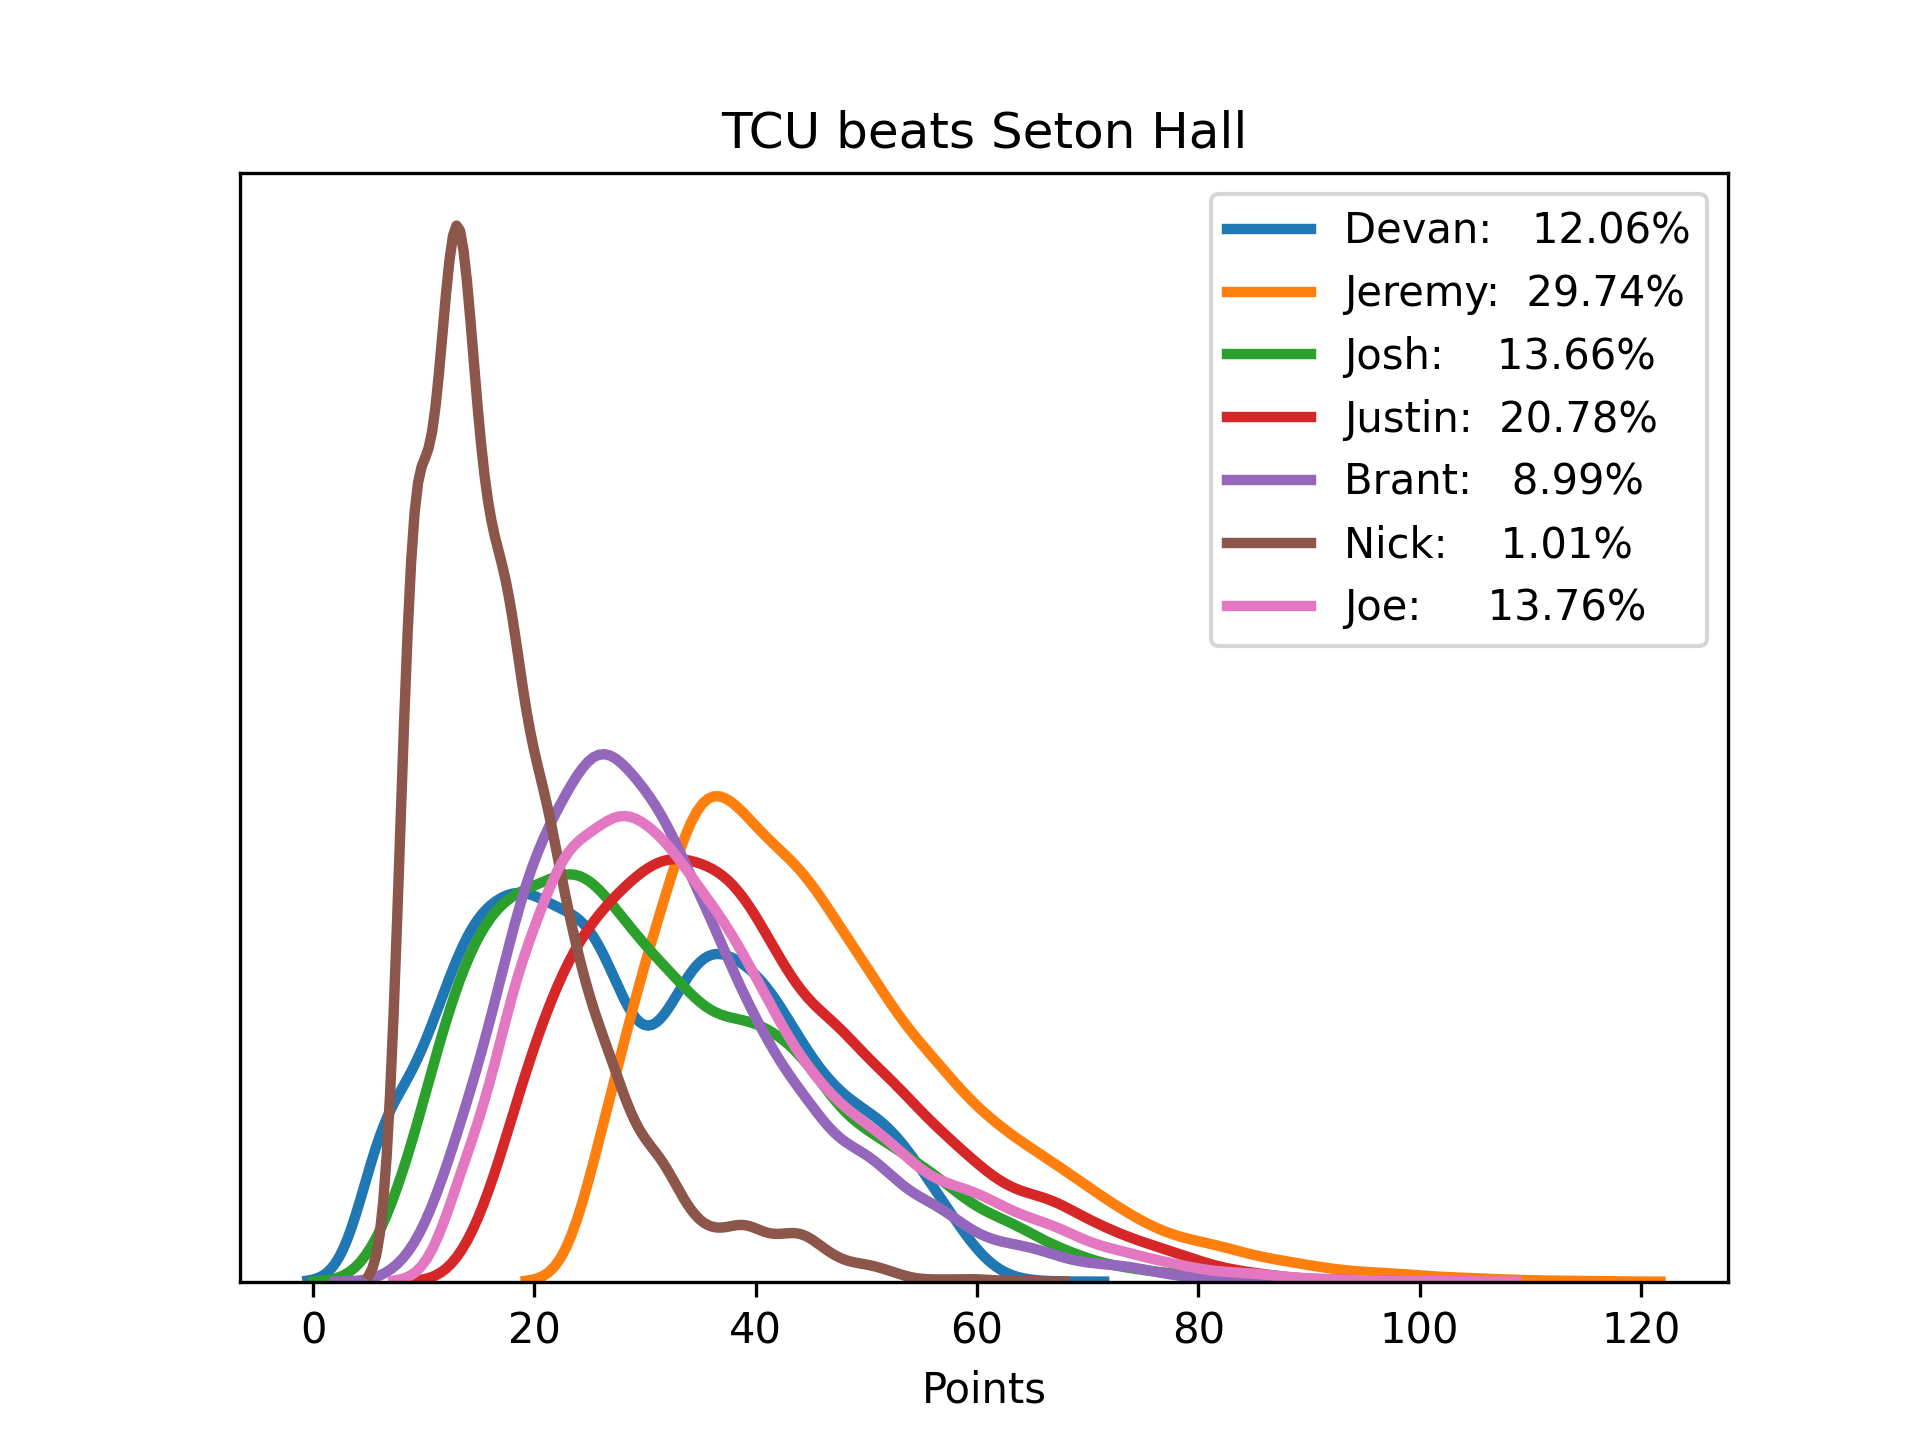 TCU beats Seton Hall
Devan: 12.06%
Jeremy: 29.74%
Josh: 13.66%
Justin: 20.78%
Brant: 8.99%
Nick: 1.01%
Joe: 13.76%
0 20 40 60 80 100 120
Points